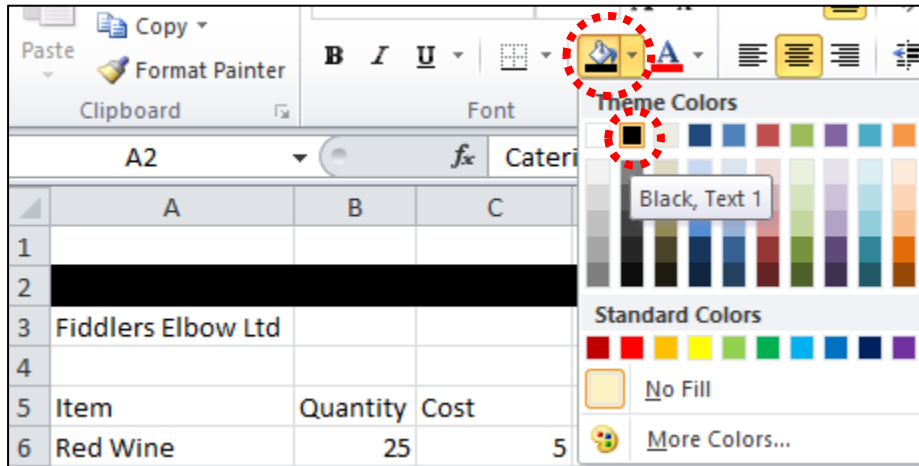 Copy
Paste
Format Painter
B I U A
Clipboard Font
Theme Colors
A2 fx Cateri
Black, Text 1
A B C
1
2
3 Fiddlers Elbow Ltd
4
5 Item Quantity Cost
6 Red Wine 25 5
Standard Colors
No Fill
More Colors...